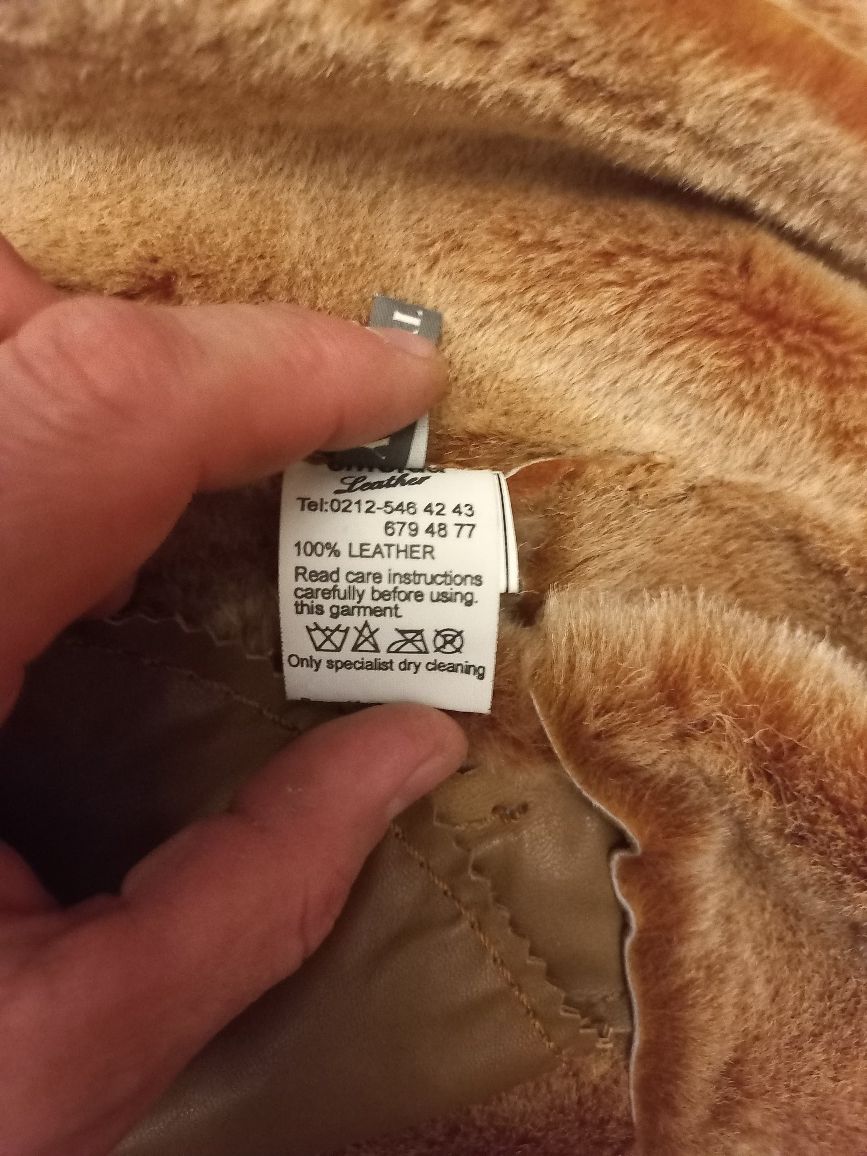 Leather
Tel:0212-546 42 43
679 48 77
100% LEATHER
Read care instructions
carefully before using.
this garment.
Only specialist dry cleaning